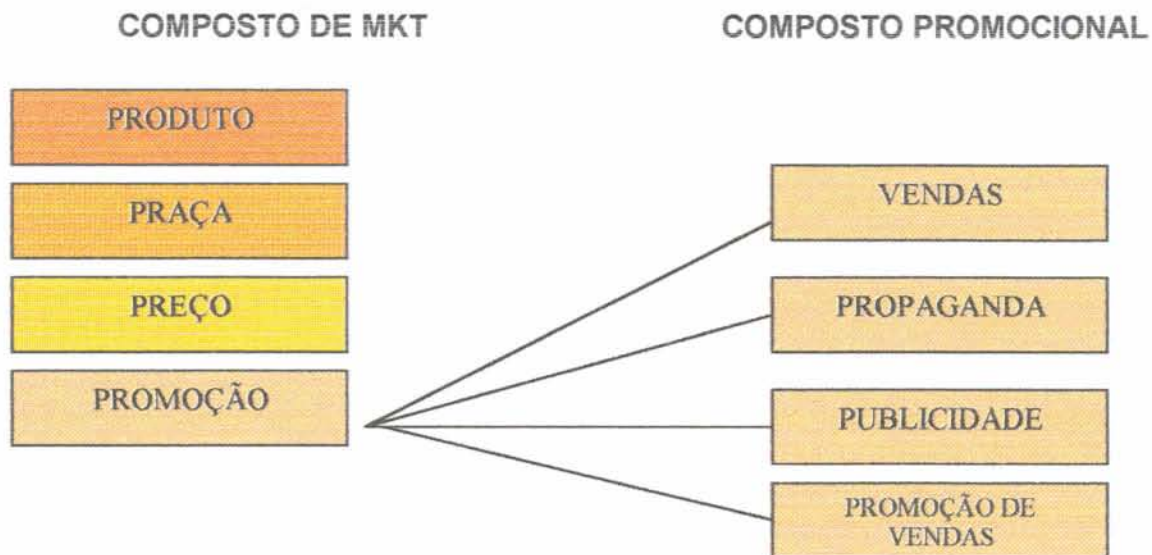 COMPOSTO DE MKT
COMPOSTO PROMOCIONAL
PRODUTO
PRAÇA
PREÇO
PROMOÇÃO
VENDAS
PROPAGANDA
PUBLICIDADE
PROMOÇÃO DE
VENDAS